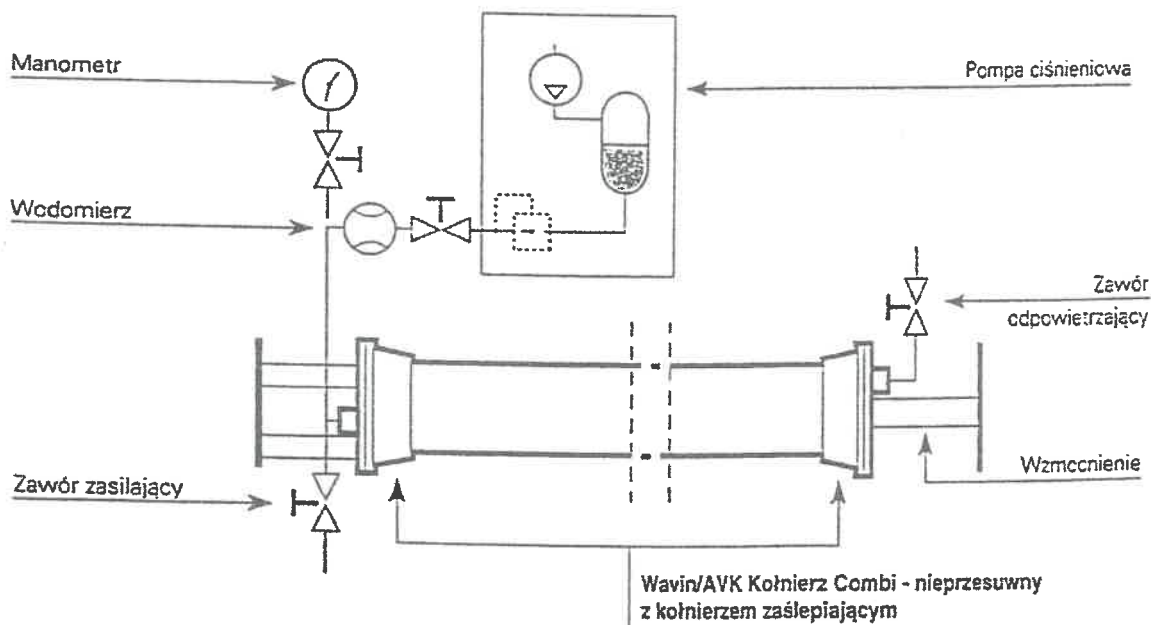 Manometr
Pompa ciśnieniowa
Wodomierz
Zawór
odpowietrzający
Wzmocnienie
Zawór zasilający
Wavin/AVK Kołnierz Combi - nieprzesuwny
z kołnierzem zaślepiającym